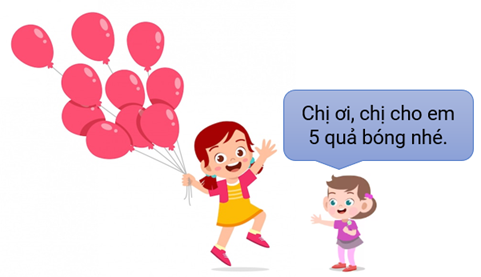 Chị ơi, chị cho em
5 quả bóng nhé.